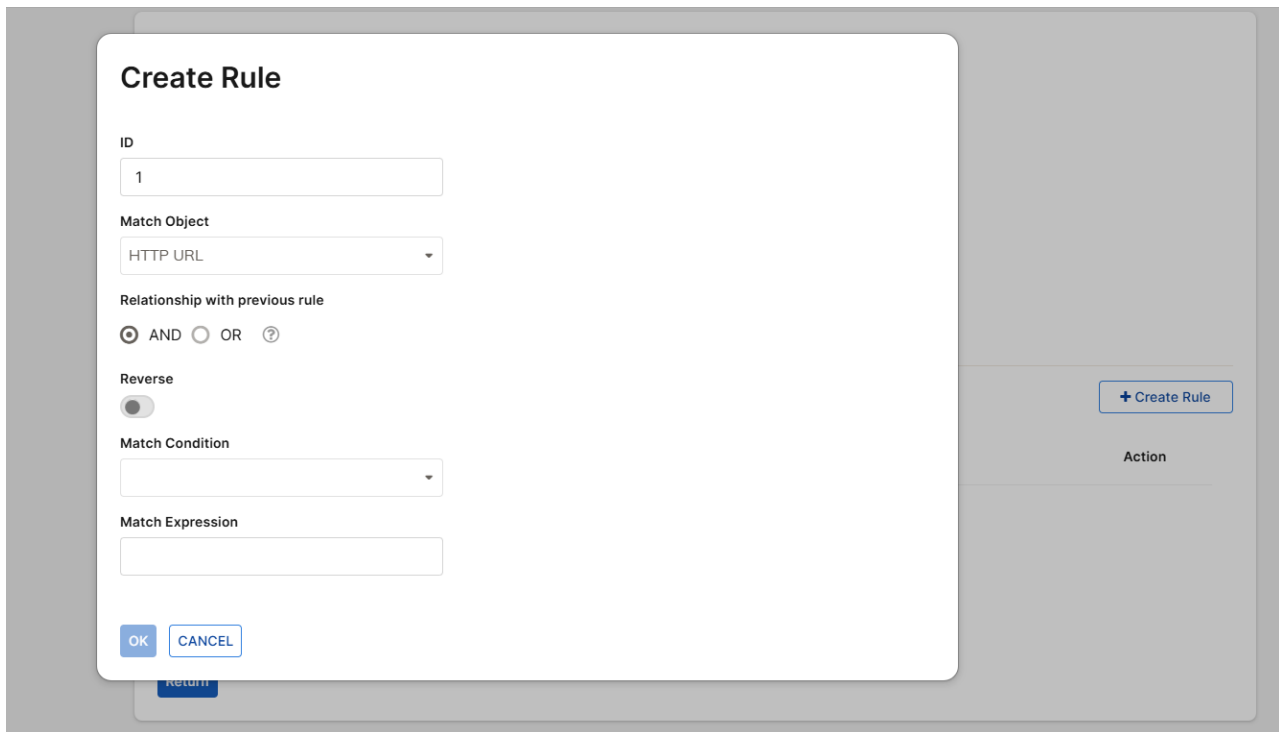 Create Rule
ID
1
Match Object
HTTP URL
Relationship with previous rule
AND OR ?
Reverse
+ Create Rule
Match Condition
Action
Match Expression
OK CANCEL
Return